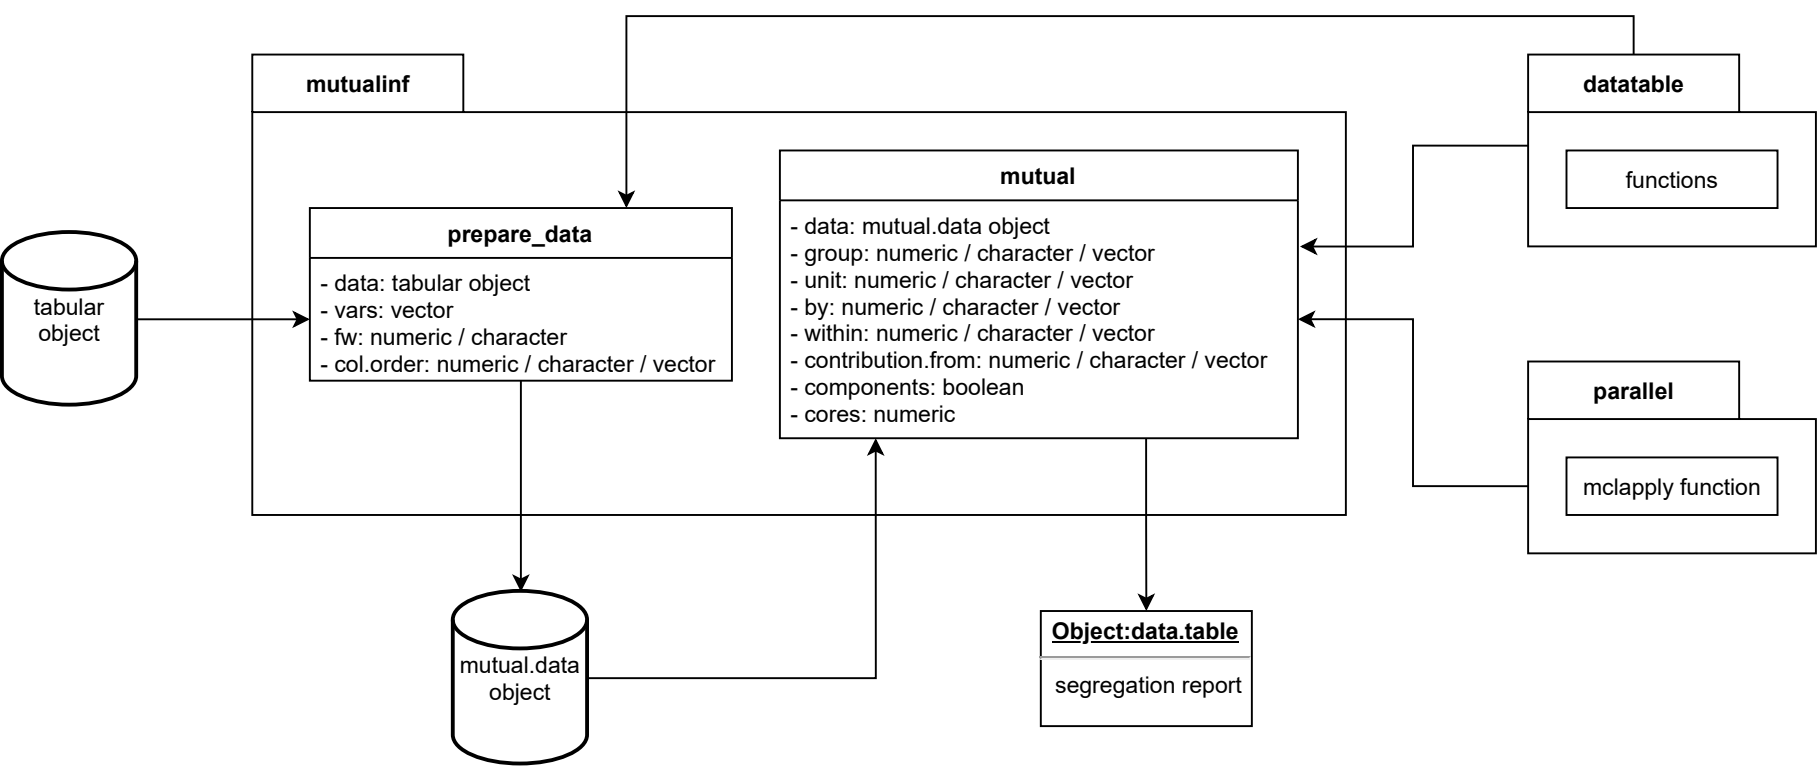 mutualinf
datatable
functions
mutual
- data: mutual.data object
- group: numeric / character / vector
- unit: numeric / character / vector
- by: numeric / character / vector
- within: numeric / character / vector
- contribution.from: numeric / character / vector
- components: boolean
- cores: numeric
prepare_data
- data: tabular object
- vars: vector
- fw: numeric / character
- col.order: numeric / character / vector
tabular
object
parallel
mclapply function
mutual.data
object
Object:data.table
segregation report